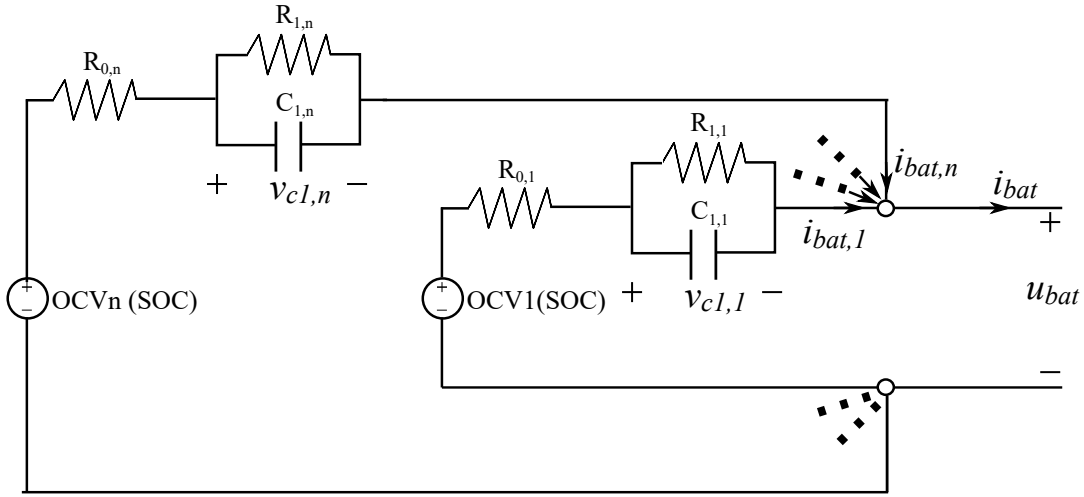 R1,n
R0,n
C1,n
+ vc1,n −
R1,1
R0,1
C1,1
+ vc1,1 −
ibat,n
ibat
ibat,1
+
+
−
OCVn (SOC)
+
−
OCV1(SOC)
ubat
−